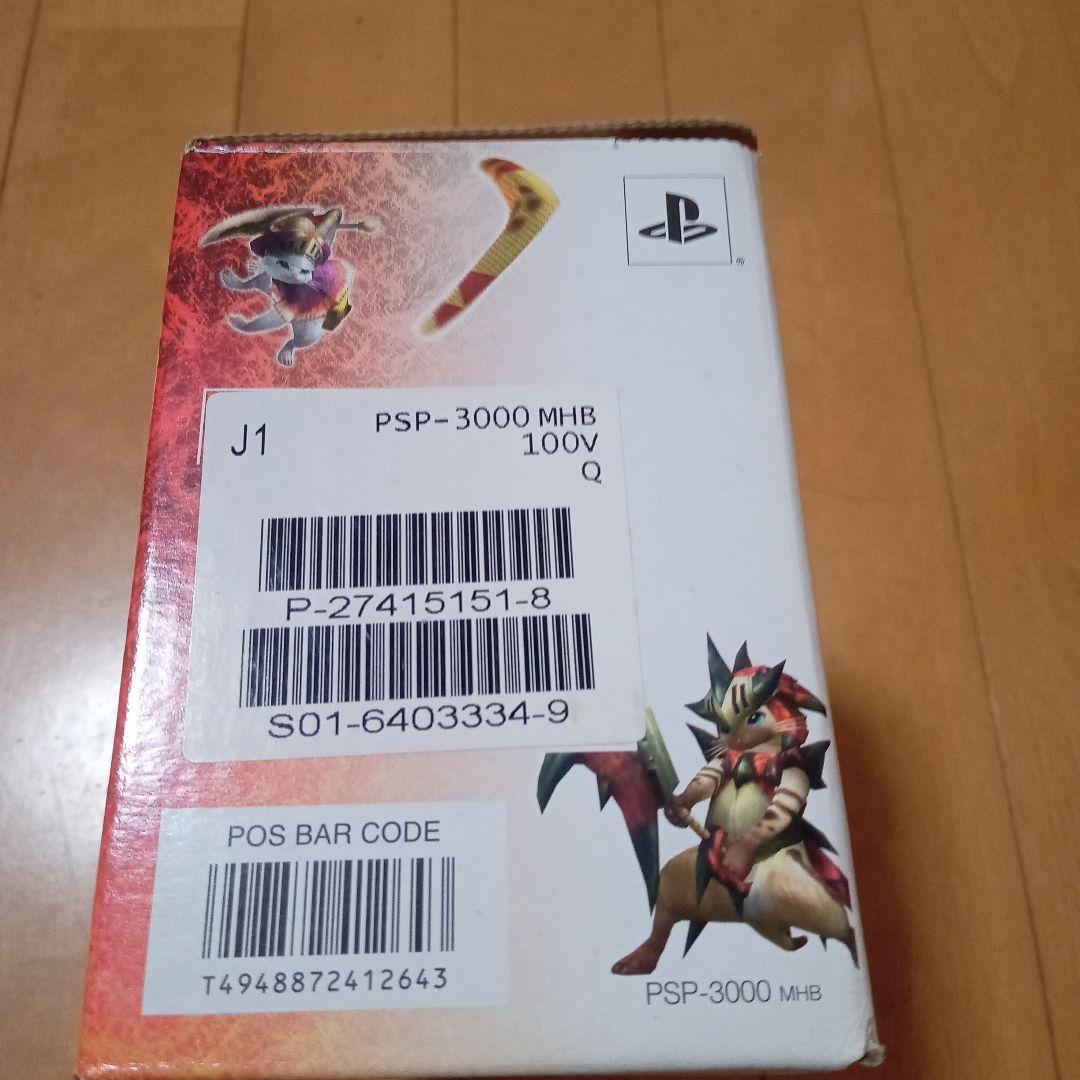 J1
PSP-3000 MHB
100V
Q
P-27415151-8
S01-6403334-9
POS BAR CODE
T4948872412643
PSP-3000 MHB
®